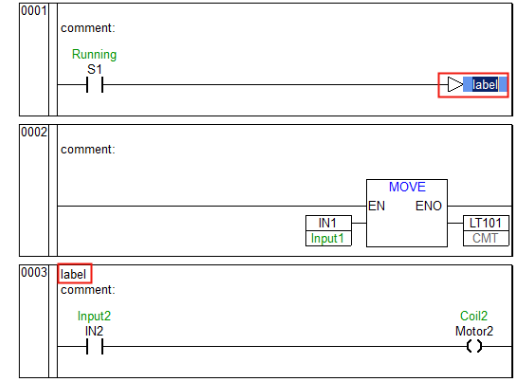 0001
comment:
Running
S1
label
0002
comment:
MOVE
EN ENO
IN1 LT101
Input1 CMT
0003 label
comment:
Input2 Coil2
IN2 Motor2